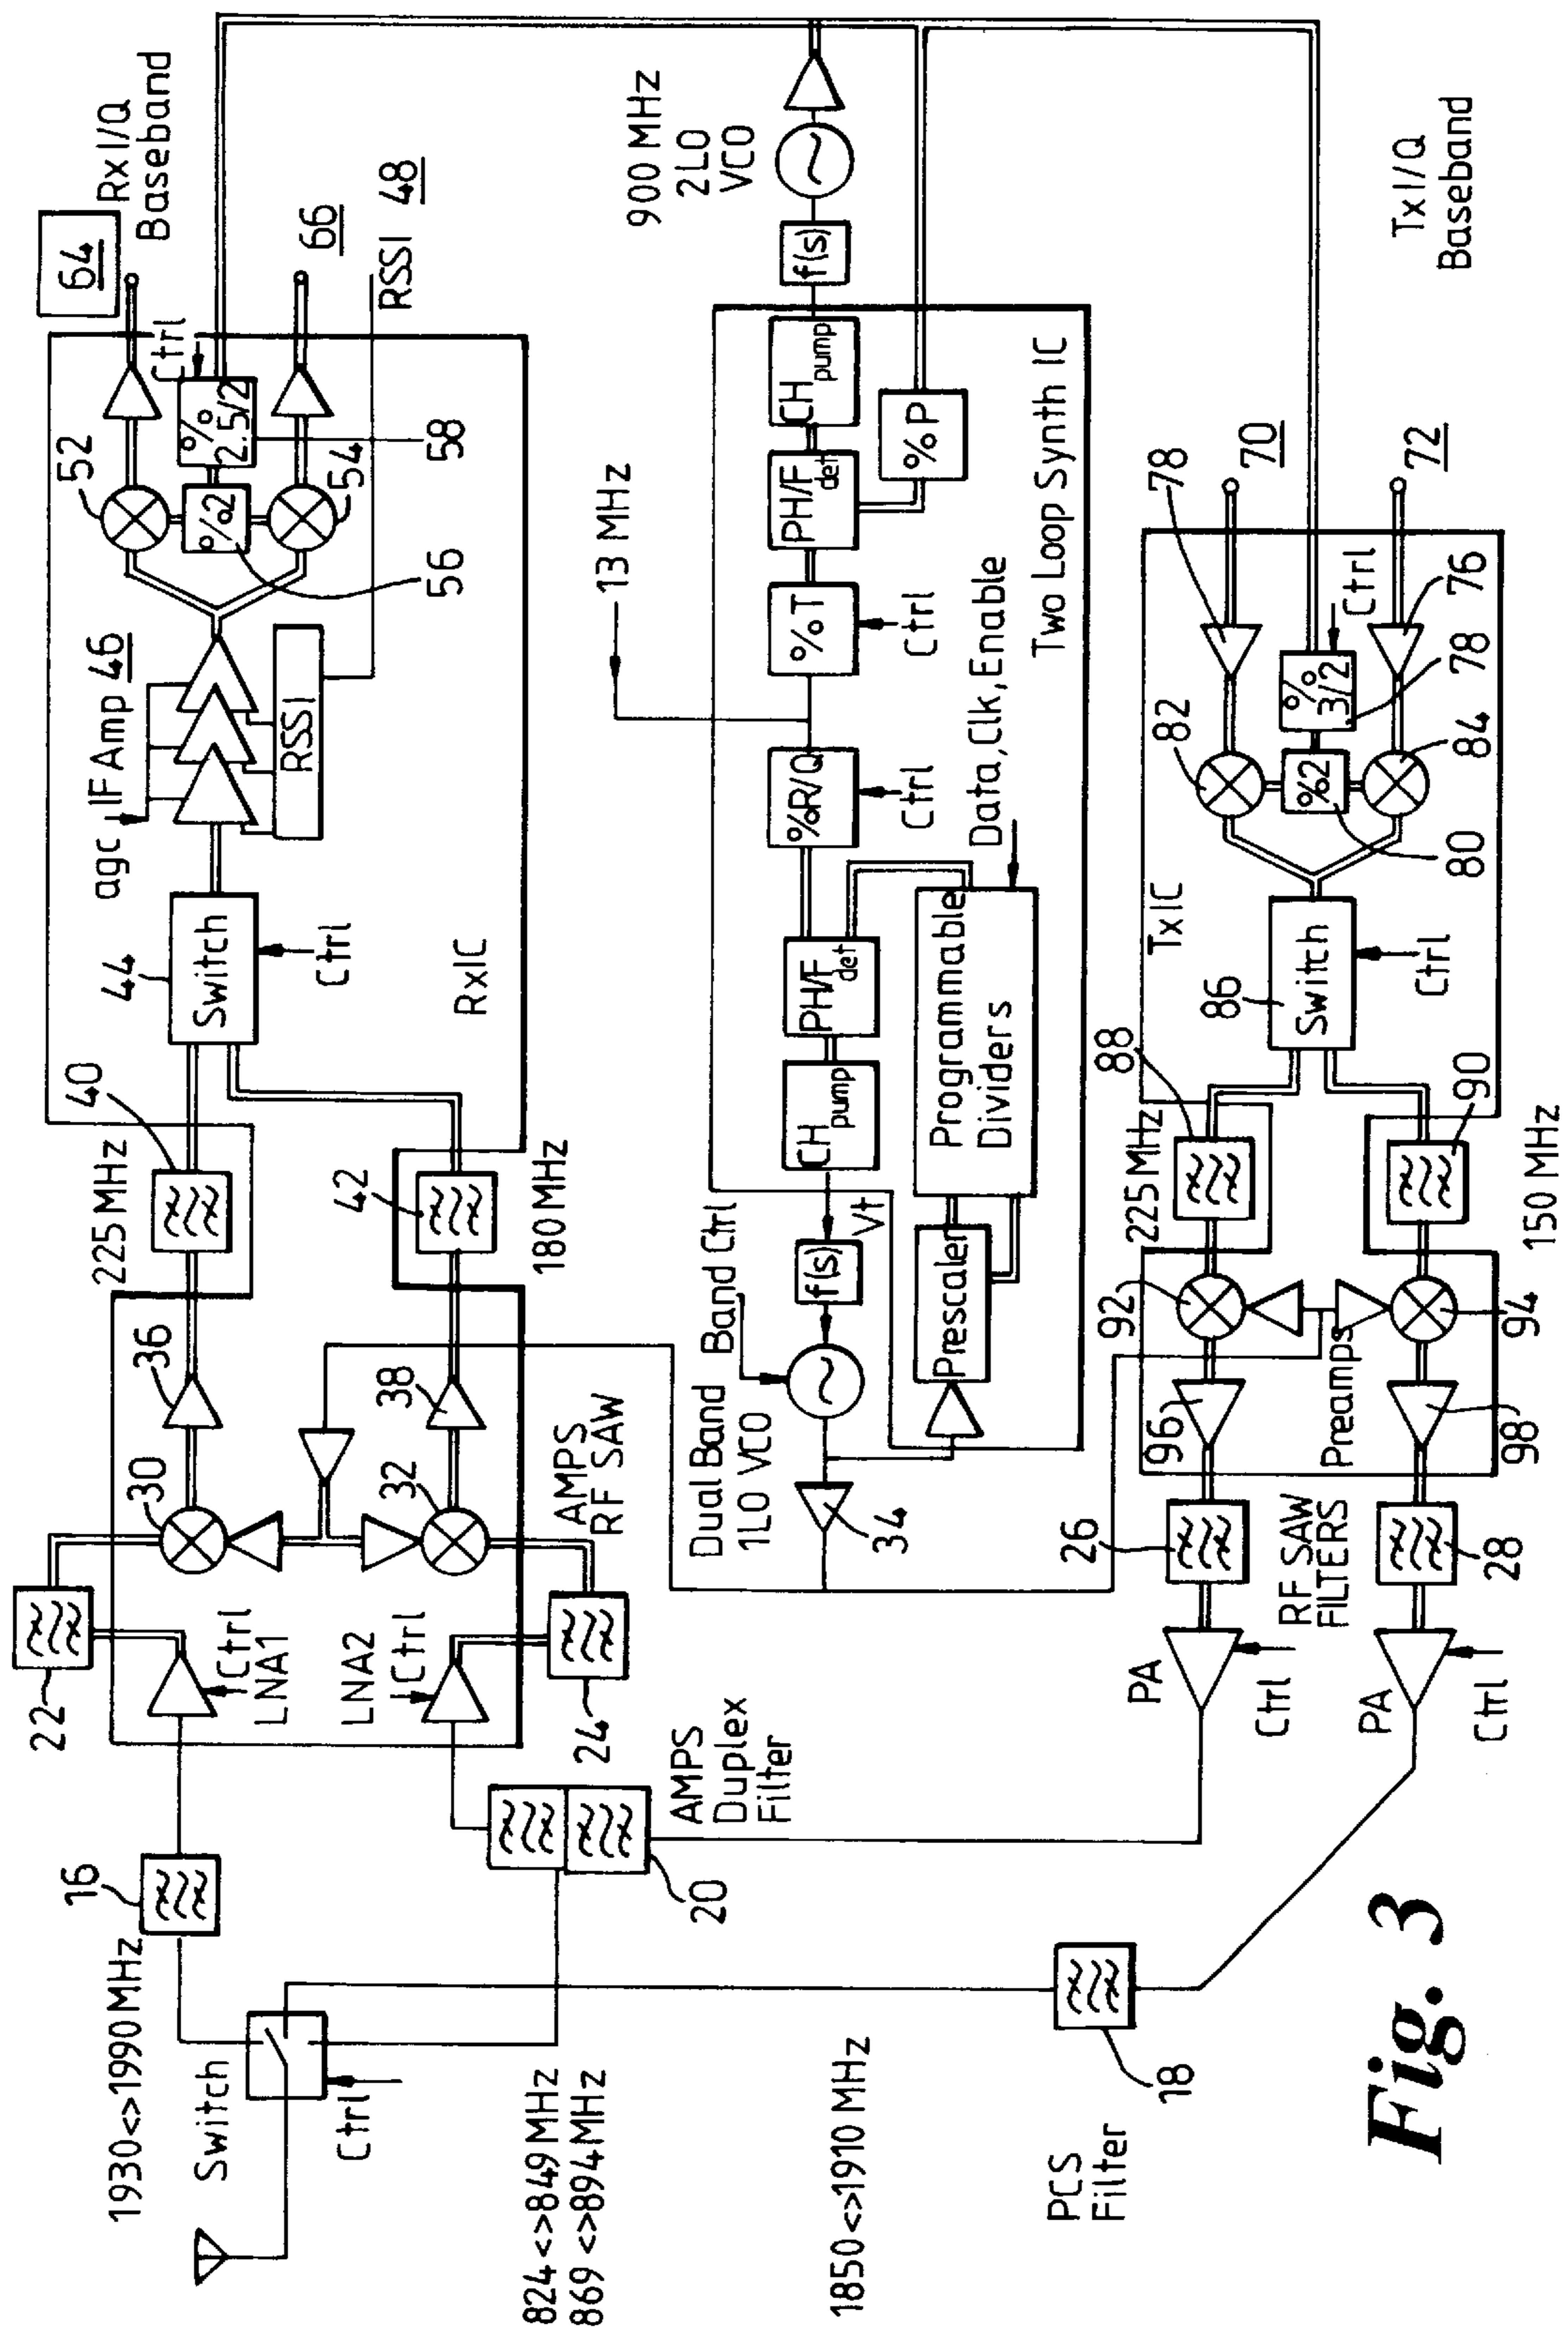 1930<>1990 MHz
Switch
Ctrl
824<>849 MHz
869<>894 MHz
1850<>1910 MHz
PCS
Filter
18
16
20
AMPS
Duplex
Filter
22
Ctrl
LNA1
LNA2
Ctrl
24
AMPS
RF SAW
30
32
36
38
225 MHz
40
42
180 MHz
44
Switch
Ctrl
RxIC
agc
IF Amp 46
RSSI
RSSI
48
52
54
%2
56
%
2.5/2
58
Ctrl
64
66
Rx I/Q
Baseband
34
Dual Band
1LO VCO
Band Ctrl
f(s)
Vt
CH
pump
PH/F
det
%R/Q
Ctrl
13 MHz
%T
Ctrl
PH/F
det
CH
pump
%P
f(s)
900 MHz
2LO
VCO
Prescaler
Programmable
Dividers
Data, Clk, Enable
Two Loop Synth IC
PA
Ctrl
PA
Ctrl
26
28
RF SAW
FILTERS
96
98
Preamps
92
94
225 MHz
88
90
150 MHz
86
Switch
Ctrl
TxIC
82
84
%2
80
%
3/2
78
Ctrl
78
76
70
72
Tx I/Q
Baseband
Fig. 3